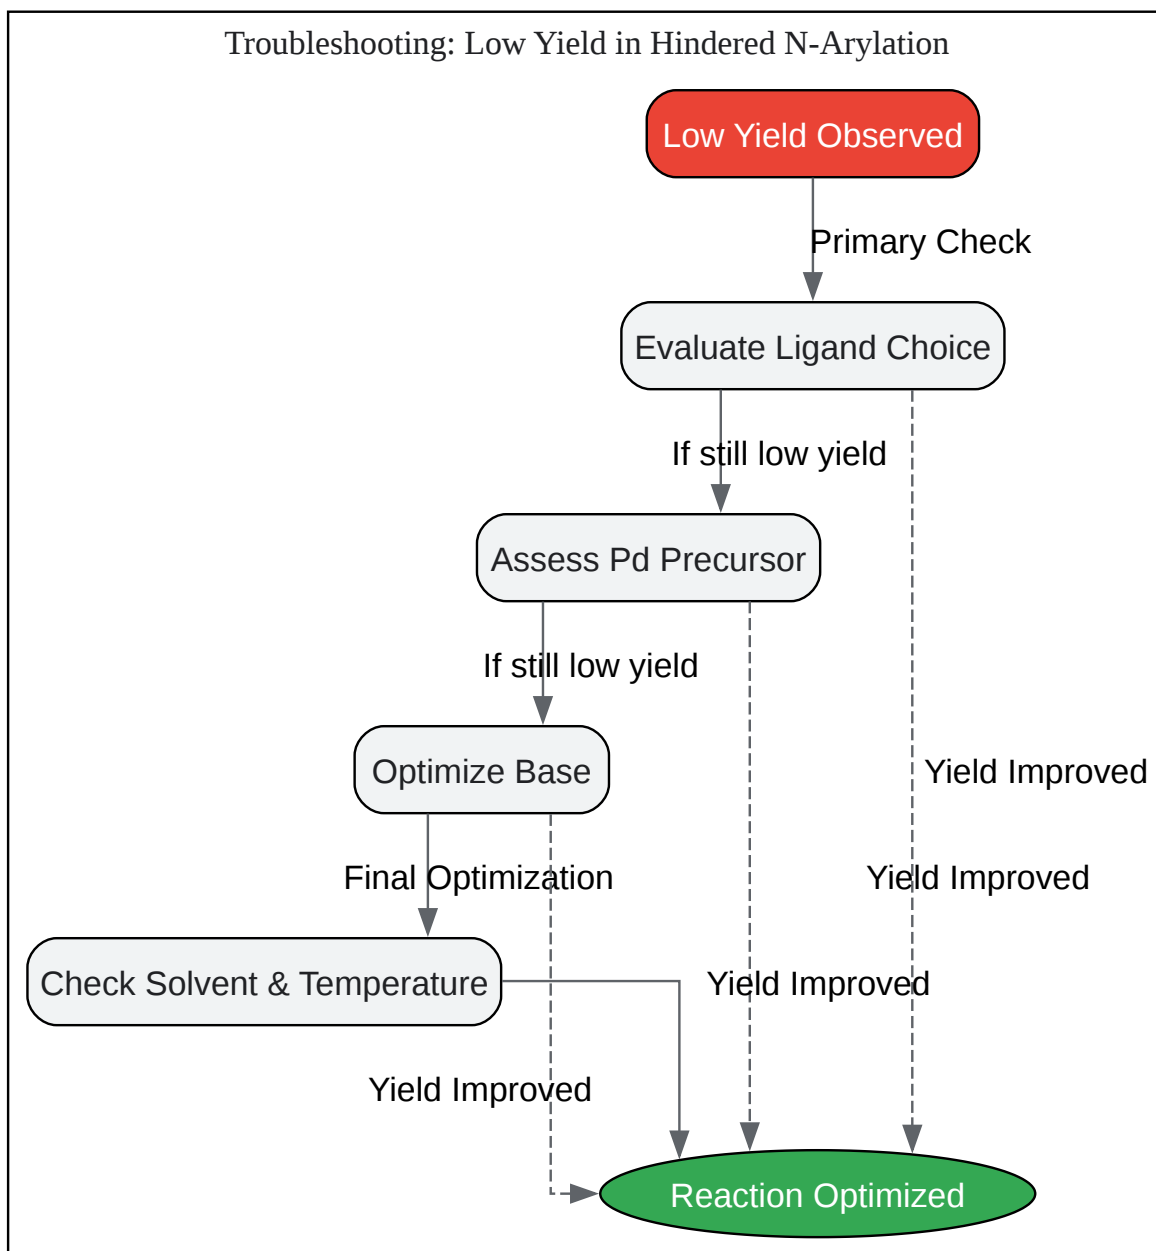 Troubleshooting: Low Yield in Hindered N-Arylation
Low Yield Observed
Primary Check
Evaluate Ligand Choice
If still low yield
Assess Pd Precursor
If still low yield
Optimize Base
Yield Improved
Final Optimization
Yield Improved
Check Solvent & Temperature
Yield Improved
Yield Improved
Reaction Optimized